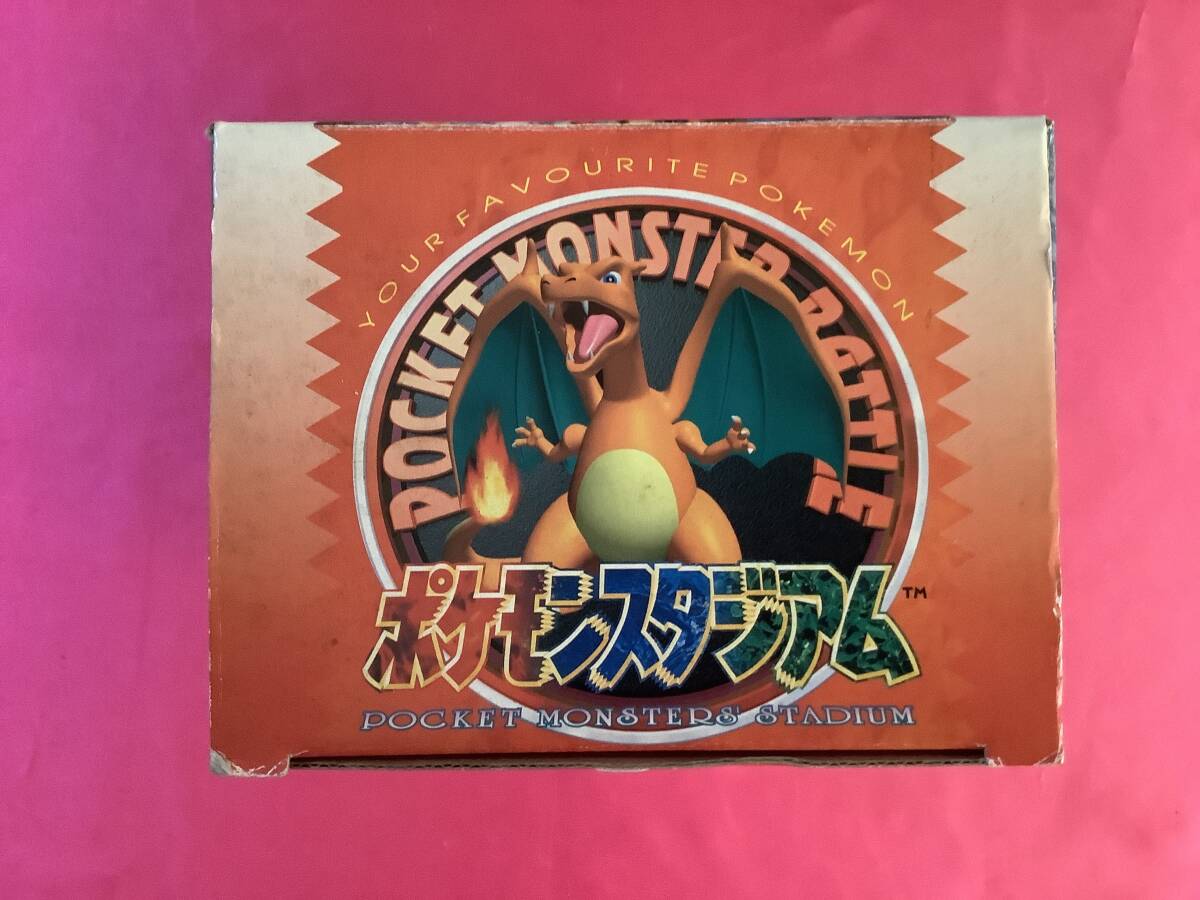 YOUR FAVOURITE POKEMON
POCKET MONSTER BATTLE
ポケモンスタジアム™
POCKET MONSTERS' STADIUM